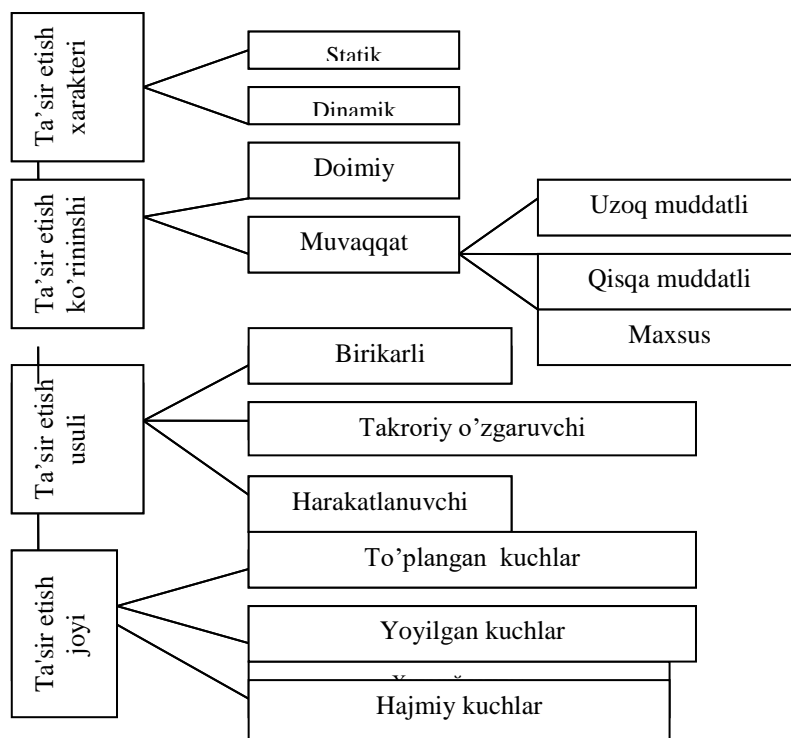 Ta’sir etish
xarakteri
Statik
Dinamik
Ta’sir etish
ko’rininshi
Doimiy
Muvaqqat
Uzoq muddatli
Qisqa muddatli
Maxsus
Ta’sir etish
usuli
Birikarli
Takroriy o’zgaruvchi
Harakatlanuvchi
Ta'sir etish
joyi
To’plangan kuchlar
Yoyilgan kuchlar
Hajmiy kuchlar